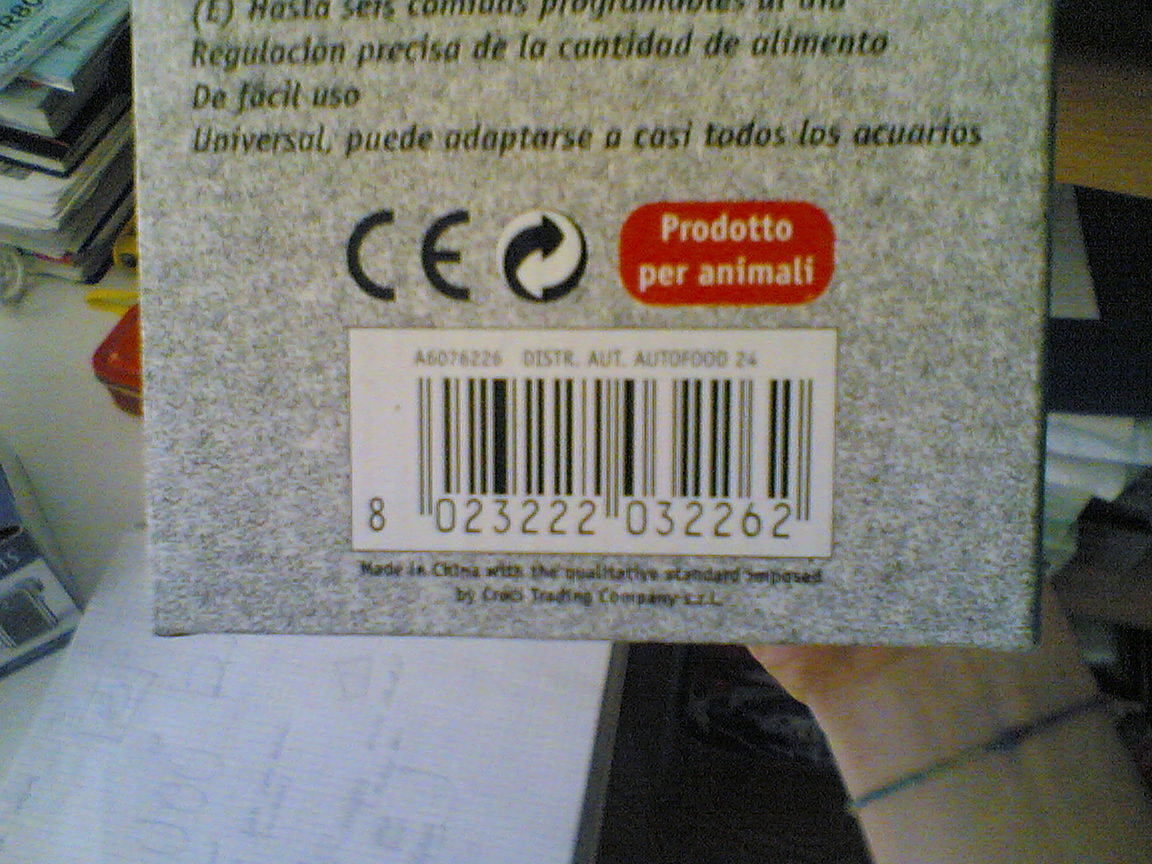 (E) Hasta seis comidas programables al día
Regulación precisa de la cantidad de alimento
De fácil uso
Universal, puede adaptarse a casi todos los acuarios
CE
Prodotto
per animali
A6076226 DISTR. AUT. AUTOFOOD 24
8 023222 032262
Made in China with the qualitative standard imposed
by Croci Trading Company s.r.l.